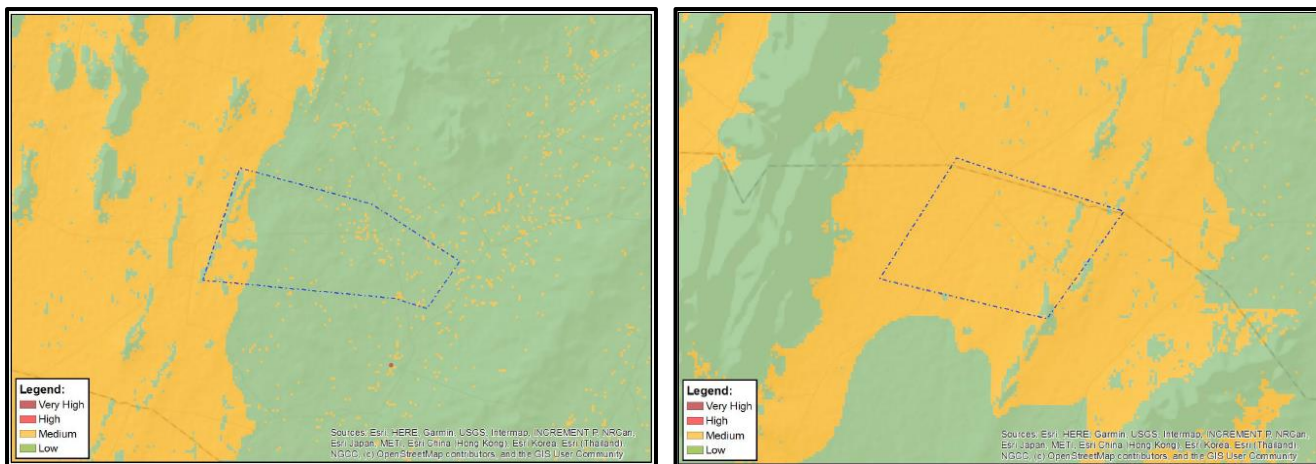 Legend:
Very High
High
Medium
Low
Sources: Esri, HERE, Garmin, USGS, Intermap, INCREMENT P, NRCan,
Esri Japan, METI, Esri China (Hong Kong), Esri Korea, Esri (Thailand),
NGCC, (c) OpenStreetMap contributors, and the GIS User Community
Legend:
Very High
High
Medium
Low
Sources: Esri, HERE, Garmin, USGS, Intermap, INCREMENT P, NRCan,
Esri Japan, METI, Esri China (Hong Kong), Esri Korea, Esri (Thailand),
NGCC, (c) OpenStreetMap contributors, and the GIS User Community